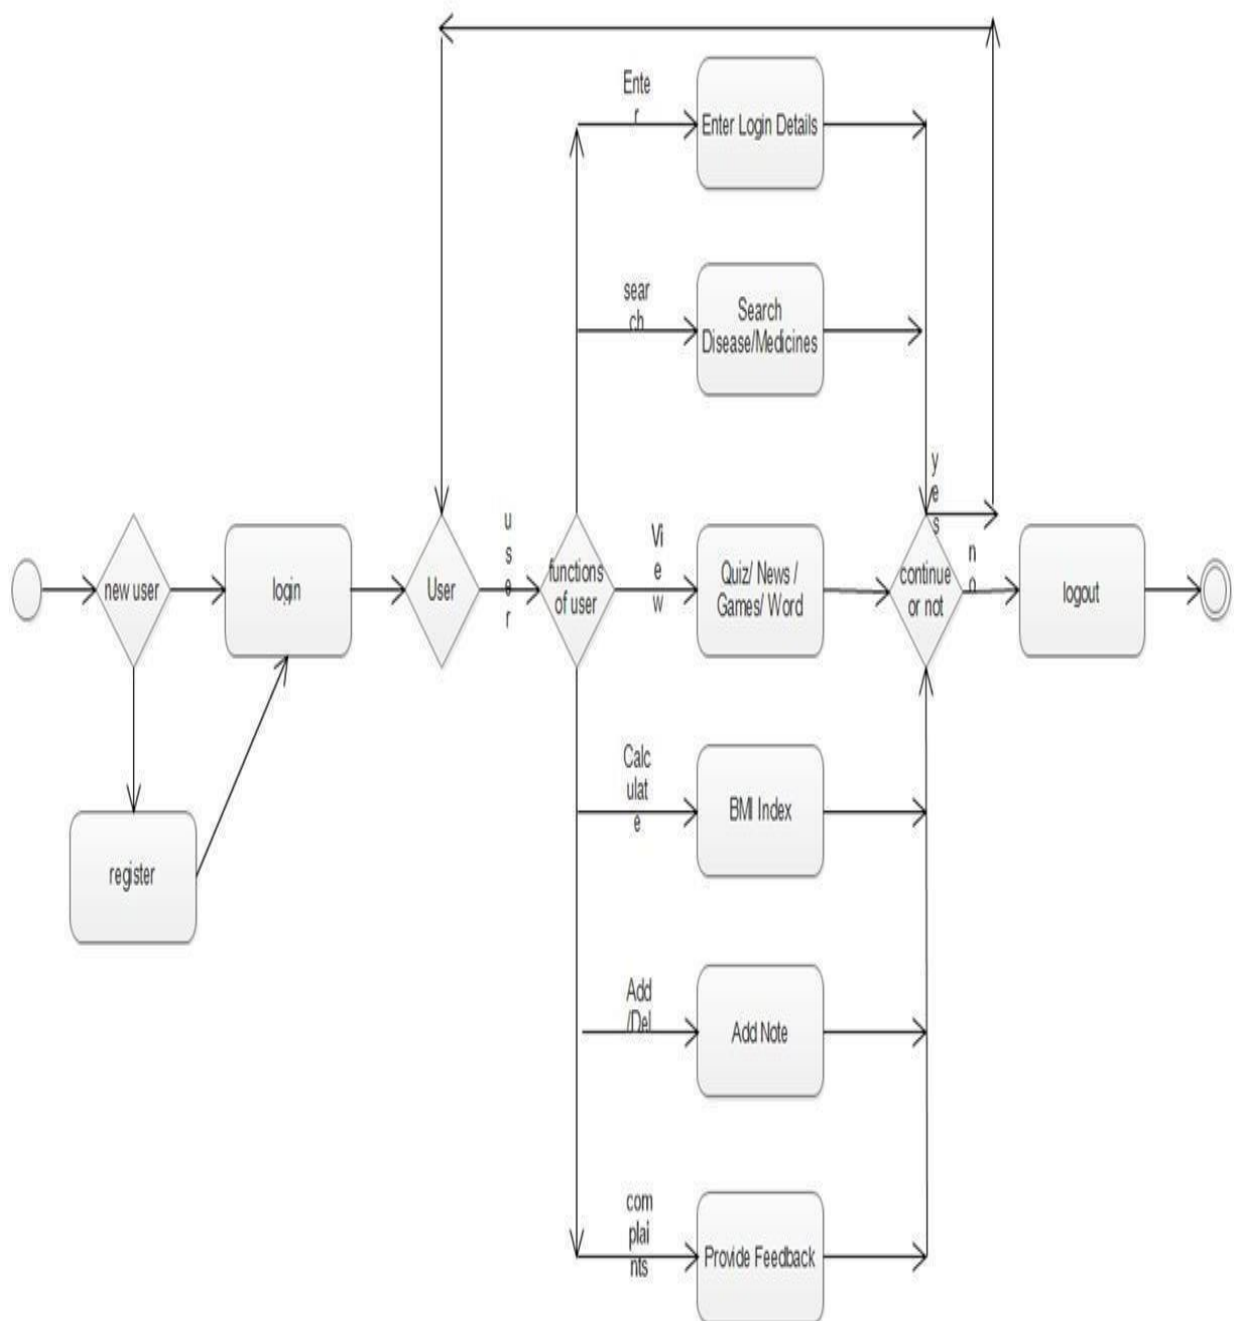 Ente
r
Enter Login Details
sear
ch
Search
Disease/Medicines
y
e
s
new user
login
User
u
s
e
r
functions
of user
Vi
e
w
Quiz/ News /
Games/ Word
continue
or not
n
o
logout
Calc
ulat
e
BMI Index
register
Add
/Del
Add Note
com
plai
nts
Provide Feedback